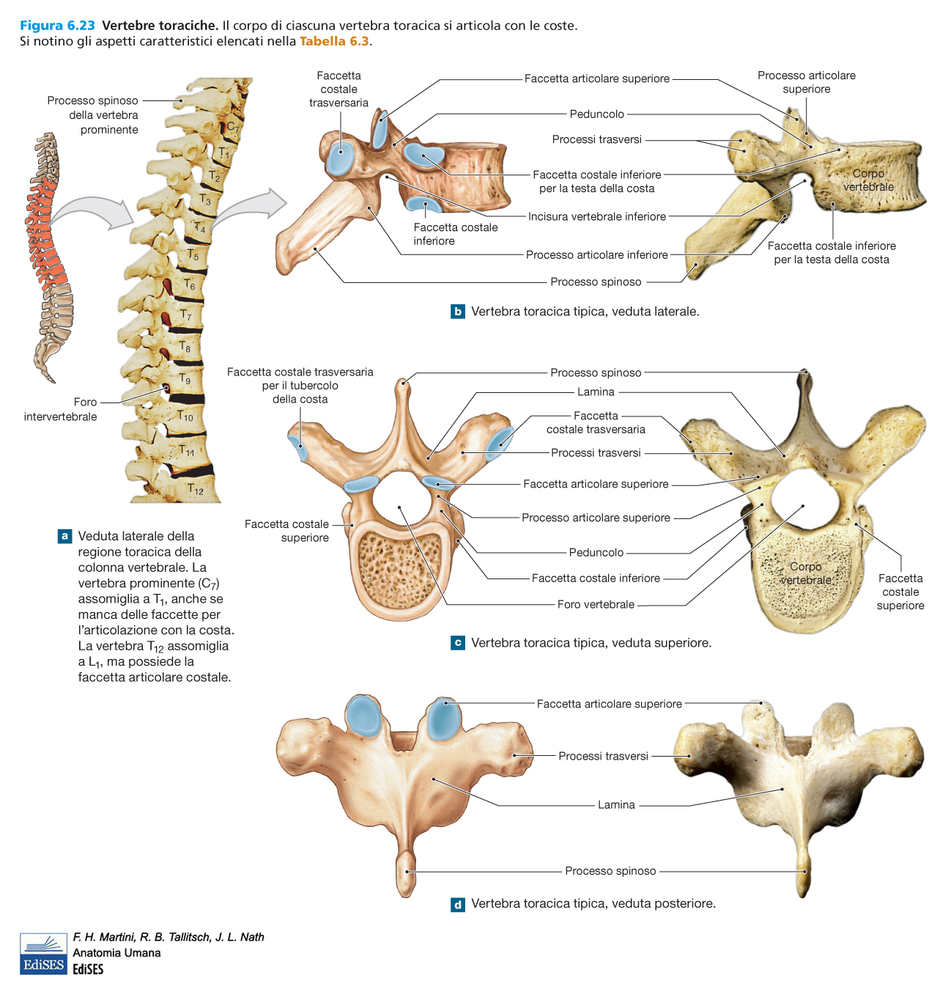 Figura 6.23 Vertebre toraciche. Il corpo di ciascuna vertebra toracica si articola con le coste.
Si notino gli aspetti caratteristici elencati nella Tabella 6.3.
Processo spinoso
della vertebra
prominente
C7
T1
T2
T3
T4
T5
T6
T7
T8
T9
T10
T11
T12
Foro
intervertebrale
a Veduta laterale della
regione toracica della
colonna vertebrale. La
vertebra prominente (C7)
assomiglia a T1, anche se
manca delle faccette per
l'articolazione con la costa.
La vertebra T12 assomiglia
a L1, ma possiede la
faccetta articolare costale.
Faccetta
costale
trasversaria
Faccetta articolare superiore
Processo articolare
superiore
Peduncolo
Processi trasversi
Faccetta costale inferiore
per la testa della costa
Corpo
vertebrale
Incisura vertebrale inferiore
Faccetta costale
inferiore
Processo articolare inferiore
Faccetta costale inferiore
per la testa della costa
Processo spinoso
b Vertebra toracica tipica, veduta laterale.
Faccetta costale trasversaria
per il tubercolo
della costa
Processo spinoso
Lamina
Faccetta
costale trasversaria
Processi trasversi
Faccetta articolare superiore
Faccetta costale
superiore
Processo articolare superiore
Peduncolo
Faccetta costale inferiore
Foro vertebrale
Corpo
vertebrale
Faccetta
costale
superiore
c Vertebra toracica tipica, veduta superiore.
Faccetta articolare superiore
Processi trasversi
Lamina
Processo spinoso
d Vertebra toracica tipica, veduta posteriore.
EdiSES
F. H. Martini, R. B. Tallitsch, J. L. Nath
Anatomia Umana
EdiSES